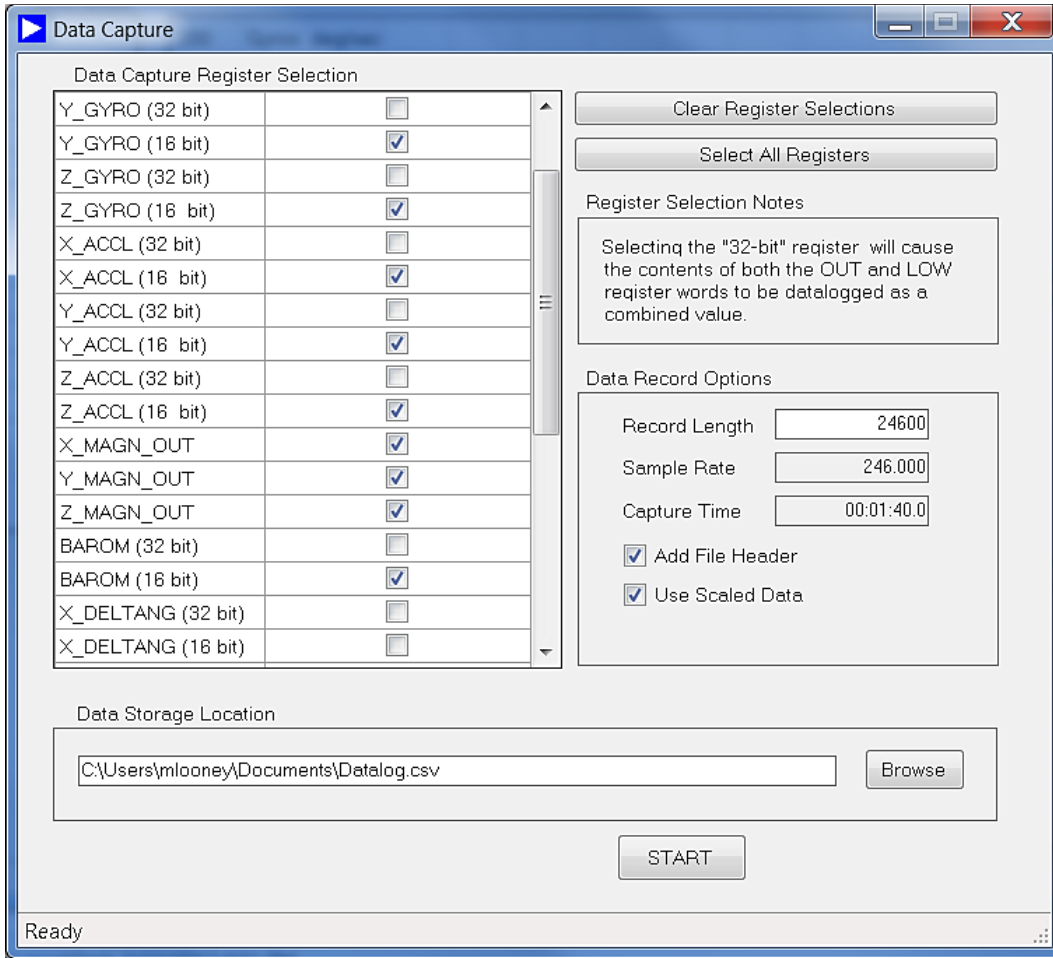 Data Capture
Data Capture Register Selection
Y_GYRO (32 bit)
Y_GYRO (16 bit)
Z_GYRO (32 bit)
Z_GYRO (16  bit)
X_ACCL (32 bit)
X_ACCL (16  bit)
Y_ACCL (32 bit)
Y_ACCL (16  bit)
Z_ACCL (32 bit)
Z_ACCL (16  bit)
X_MAGN_OUT
Y_MAGN_OUT
Z_MAGN_OUT
BAROM (32 bit)
BAROM (16 bit)
X_DELTANG (32 bit)
X_DELTANG (16 bit)
Clear Register Selections
Select All Registers
Register Selection Notes
Selecting the "32-bit" register  will cause
the contents of both the OUT and LOW
register words to be datalogged as a
combined value.
Data Record Options
Record Length 24600
Sample Rate 246.000
Capture Time 00:01:40.0
Add File Header
Use Scaled Data
Data Storage Location
C:\Users\mlooney\Documents\Datalog.csv
Browse
START
Ready